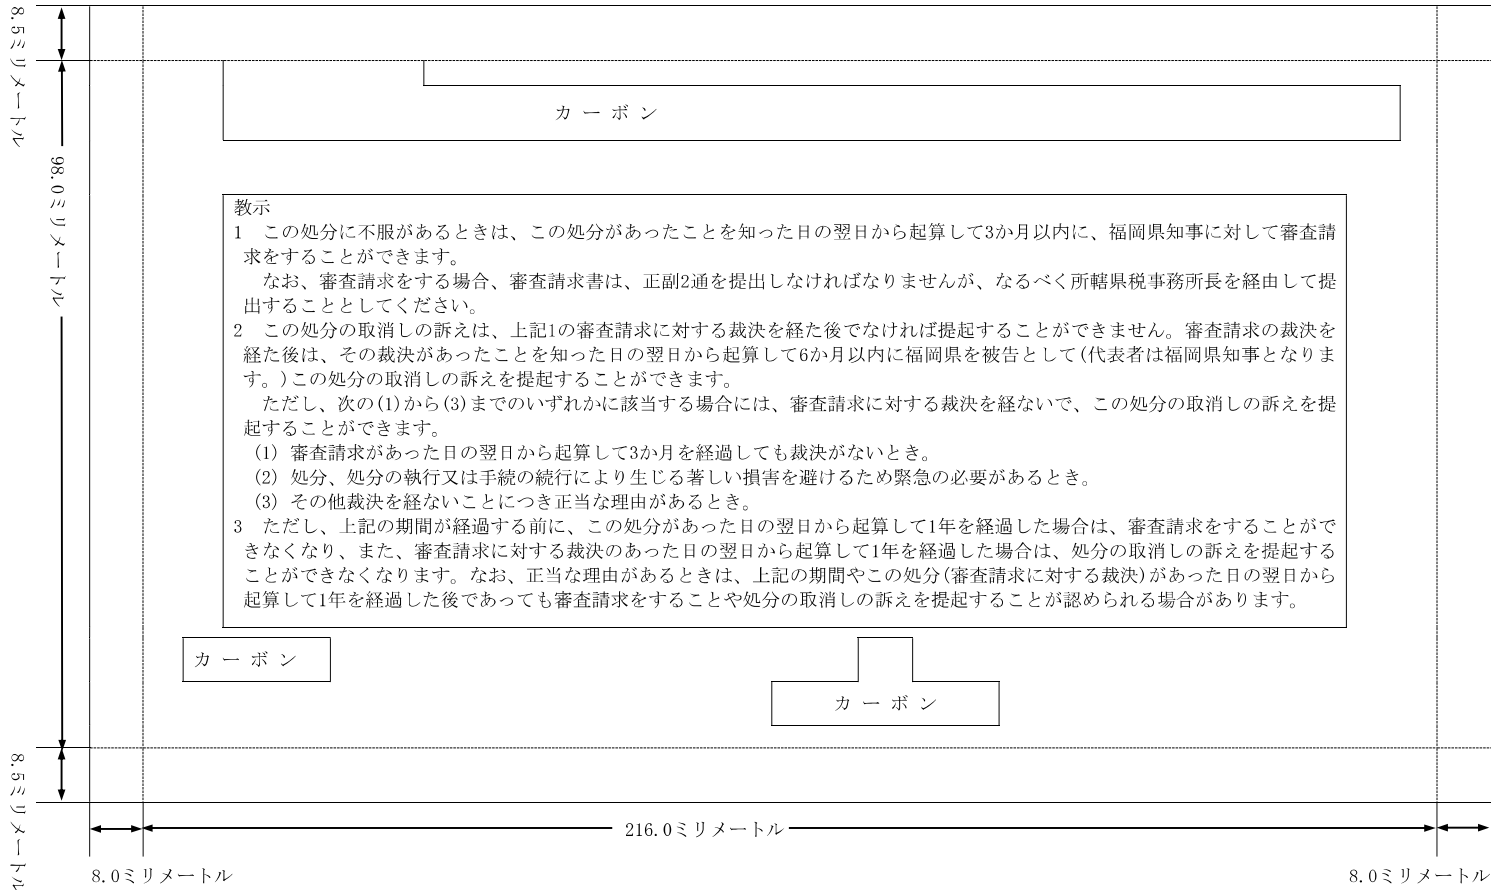 8.5ミリメートル
カーボン
98.0ミリメートル
教示
1　この処分に不服があるときは、この処分があったことを知った日の翌日から起算して3か月以内に、福岡県知事に対して審査請
求をすることができます。
なお、審査請求をする場合、審査請求書は、正副2通を提出しなければなりませんが、なるべく所轄県税事務所長を経由して提
出することとしてください。
2　この処分の取消しの訴えは、上記1の審査請求に対する裁決を経た後でなければ提起することができません。審査請求の裁決を
経た後は、その裁決があったことを知った日の翌日から起算して6か月以内に福岡県を被告として(代表者は福岡県知事となりま
す。)この処分の取消しの訴えを提起することができます。
ただし、次の(1)から(3)までのいずれかに該当する場合には、審査請求に対する裁決を経ないで、この処分の取消しの訴えを提
起することができます。
(1) 審査請求があった日の翌日から起算して3か月を経過しても裁決がないとき。
(2) 処分、処分の執行又は手続の続行により生じる著しい損害を避けるため緊急の必要があるとき。
(3) その他裁決を経ないことにつき正当な理由があるとき。
3　ただし、上記の期間が経過する前に、この処分があった日の翌日から起算して1年を経過した場合は、審査請求をすることがで
きなくなり、また、審査請求に対する裁決のあった日の翌日から起算して1年を経過した場合は、処分の取消しの訴えを提起する
ことができなくなります。なお、正当な理由があるときは、上記の期間やこの処分(審査請求に対する裁決)があった日の翌日から
起算して1年を経過した後であっても審査請求をすることや処分の取消しの訴えを提起することが認められる場合があります。
カーボン
カーボン
8.5ミリメートル
216.0ミリメートル
8.0ミリメートル
8.0ミリメートル